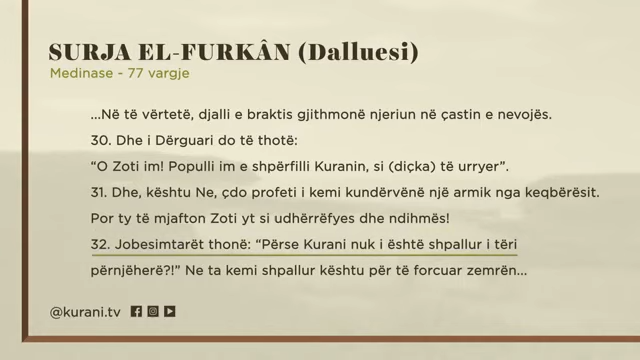 SURJA EL-FURKÂN (Dalluesi)
Medinase - 77 vargje
...Në të vërtetë, djalli e braktis gjithmonë njeriun në çastin e nevojës.
30. Dhe i Dërguari do të thotë:
“O Zoti im! Populli im e shpërfilli Kuranin, si (diçka) të urryer”.
31. Dhe, kështu Ne, çdo profeti i kemi kundërvënë një armik nga keqbërësit.
Por ty të mjafton Zoti yt si udhërrëfyes dhe ndihmës!
32. Jobesimtarët thonë: “Përse Kurani nuk i është shpallur i tëri
përnjëherë?!” Ne ta kemi shpallur kështu për të forcuar zemrën...
@kurani.tv